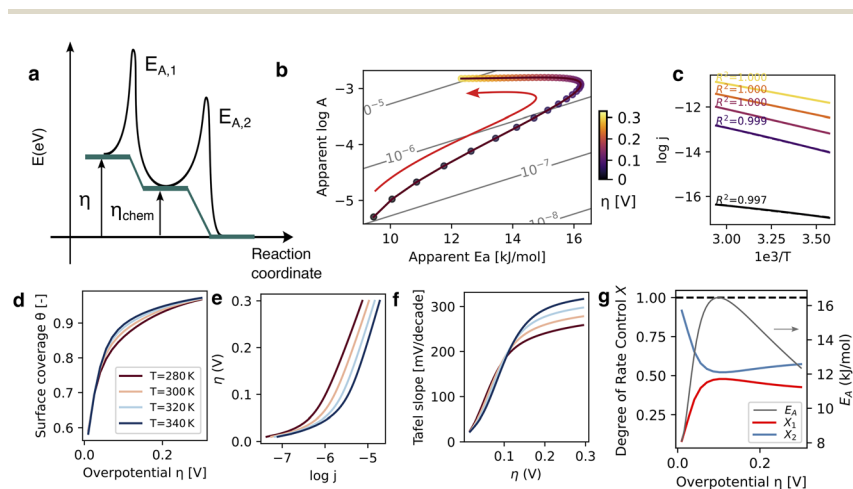 a
E(eV)
E_A,1
E_A,2
η
η_chem
Reaction
coordinate
b
Apparent log A
−3
−4
−5
10
12
14
16
Apparent Ea [kJ/mol]
10^−6
10^−7
0.3
0.2
0.1
0
η [V]
c
log j
−12
−14
−16
R²=1.000
R²=1.000
R²=1.000
R²=0.999
R²=0.997
3.00
3.25
3.50
1e3/T
d
Surface coverage θ [-]
0.9
0.8
0.7
0.6
T=280 K
T=300 K
T=320 K
T=340 K
0.0
0.1
0.2
Overpotential η [V]
e
η (V)
0.3
0.2
0.1
0.0
−7
−6
−5
log j
f
Tafel slope [mV/decade]
300
200
100
0
0.0
0.1
0.2
0.3
η (V)
g
Degree of Rate Control X
1.00
0.75
0.50
0.25
E_A
X_1
X_2
16
14
12
10
8
E_A (kJ/mol)
0.0
0.2
Overpotential η [V]